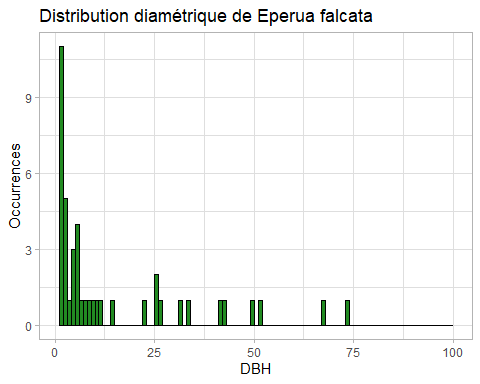 Distribution diamétrique de Eperua falcata
Occurrences
9
6
3
0
0 25 50 75 100
DBH